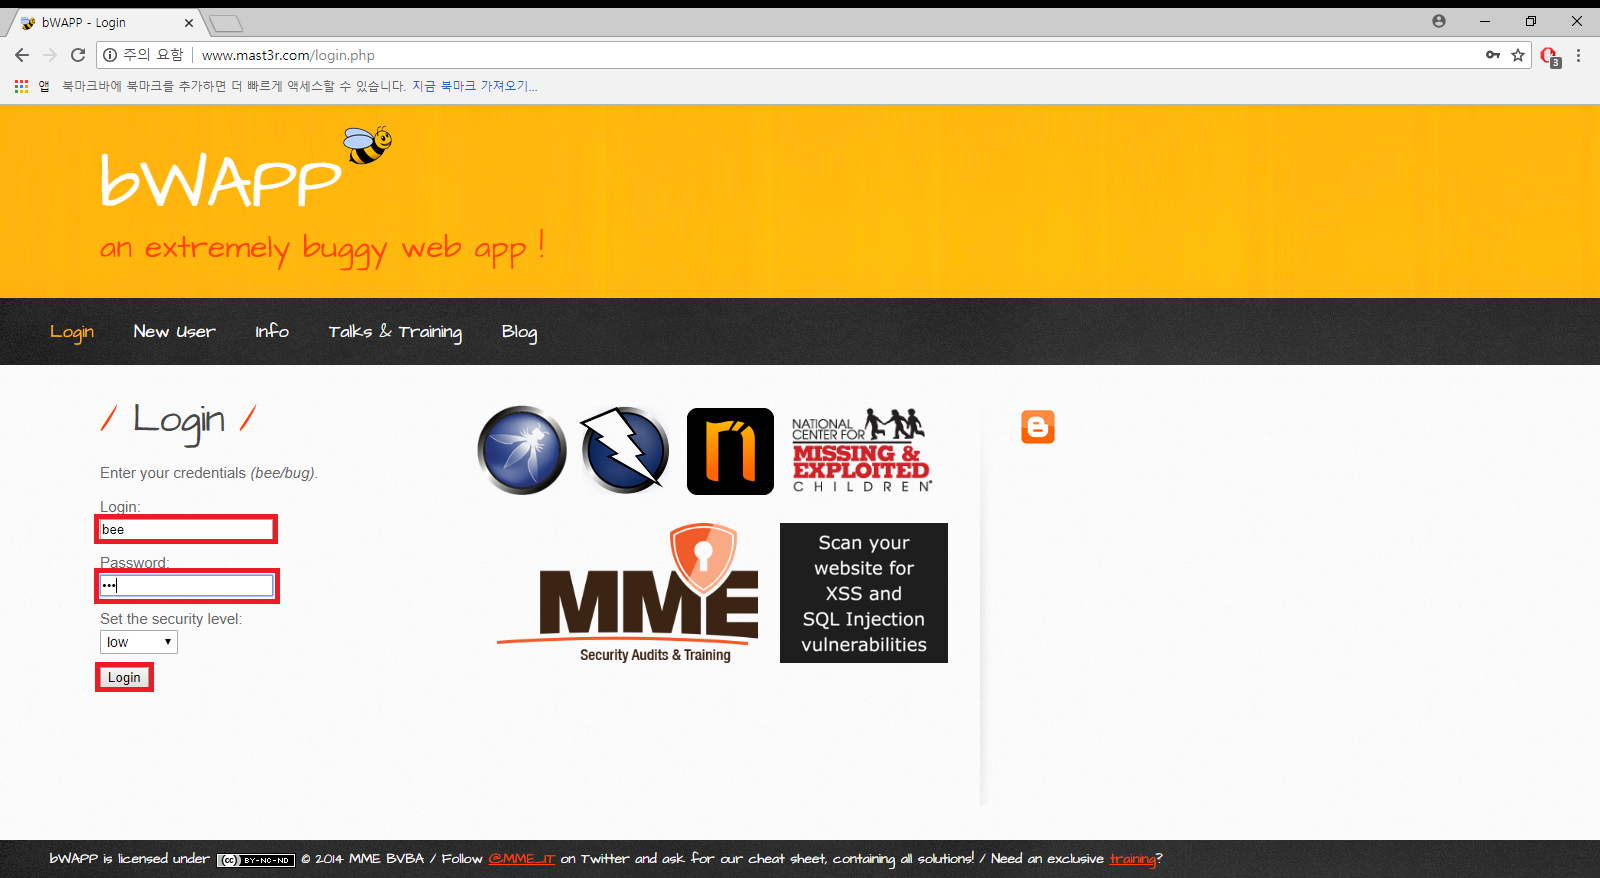 bWAPP - Login
주의 요함 www.mast3r.com/login.php
3
앱 북마크바에 북마크를 추가하면 더 빠르게 액세스할 수 있습니다. 지금 북마크 가져오기...
bWAPP
an extremely buggy web app !
Login New User Info Talks & Training Blog
/ Login /
Enter your credentials (bee/bug).
Login:
bee
Password:
•••
Set the security level:
low
Login
NATIONAL
CENTER FOR
MISSING &
EXPLOITED
CHILDREN®
MME
Security Audits & Training
Scan your
website for
XSS and
SQL Injection
vulnerabilities
bWAPP is licensed under (cc) BY-NC-ND © 2014 MME BVBA / Follow @MME_IT on Twitter and ask for our cheat sheet, containing all solutions! / Need an exclusive training?